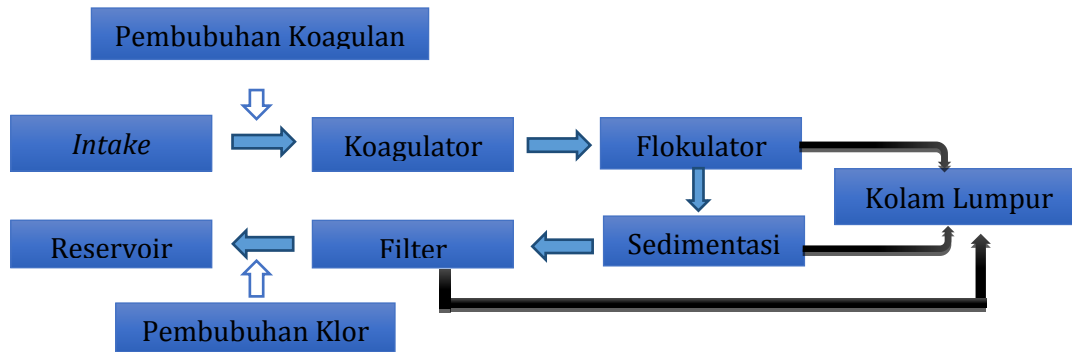 Pembubuhan Koagulan
Intake
Koagulator
Flokulator
Kolam Lumpur
Reservoir
Filter
Sedimentasi
Pembubuhan Klor